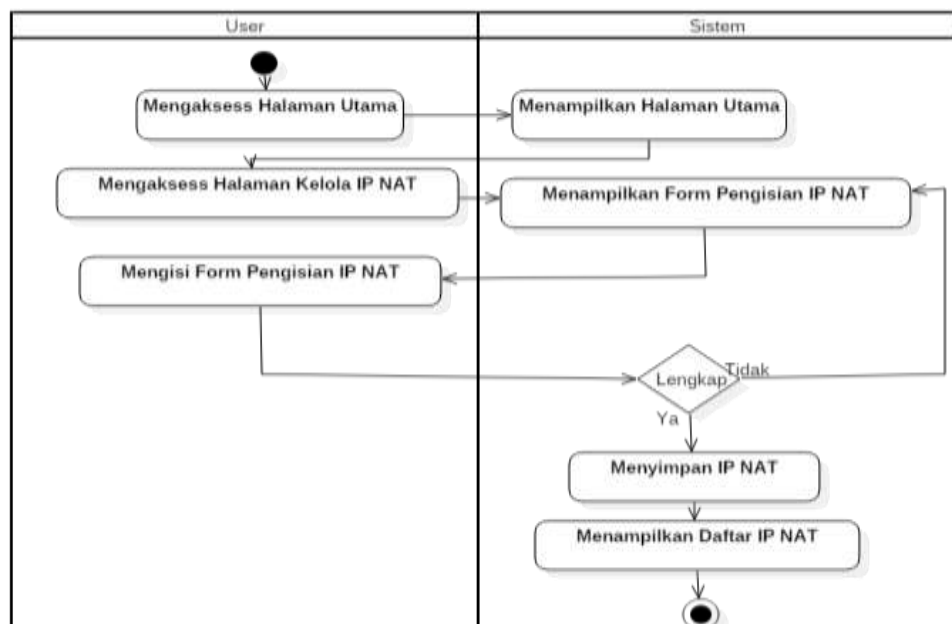 User
Sistem
Mengaksess Halaman Utama
Menampilkan Halaman Utama
Mengaksess Halaman Kelola IP NAT
Menampilkan Form Pengisian IP NAT
Mengisi Form Pengisian IP NAT
Lengkap
Tidak
Ya
Menyimpan IP NAT
Menampilkan Daftar IP NAT